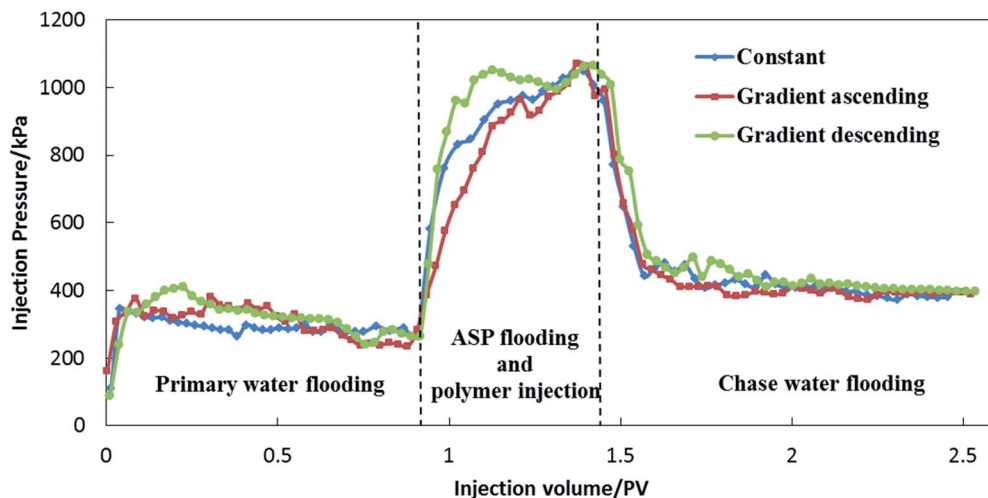 1200
1000
800
600
400
200
0
Injection Pressure/kPa
Constant
Gradient ascending
Gradient descending
Primary water flooding
ASP flooding
and
polymer injection
Chase water flooding
0
0.5
1
1.5
2
2.5
Injection volume/PV